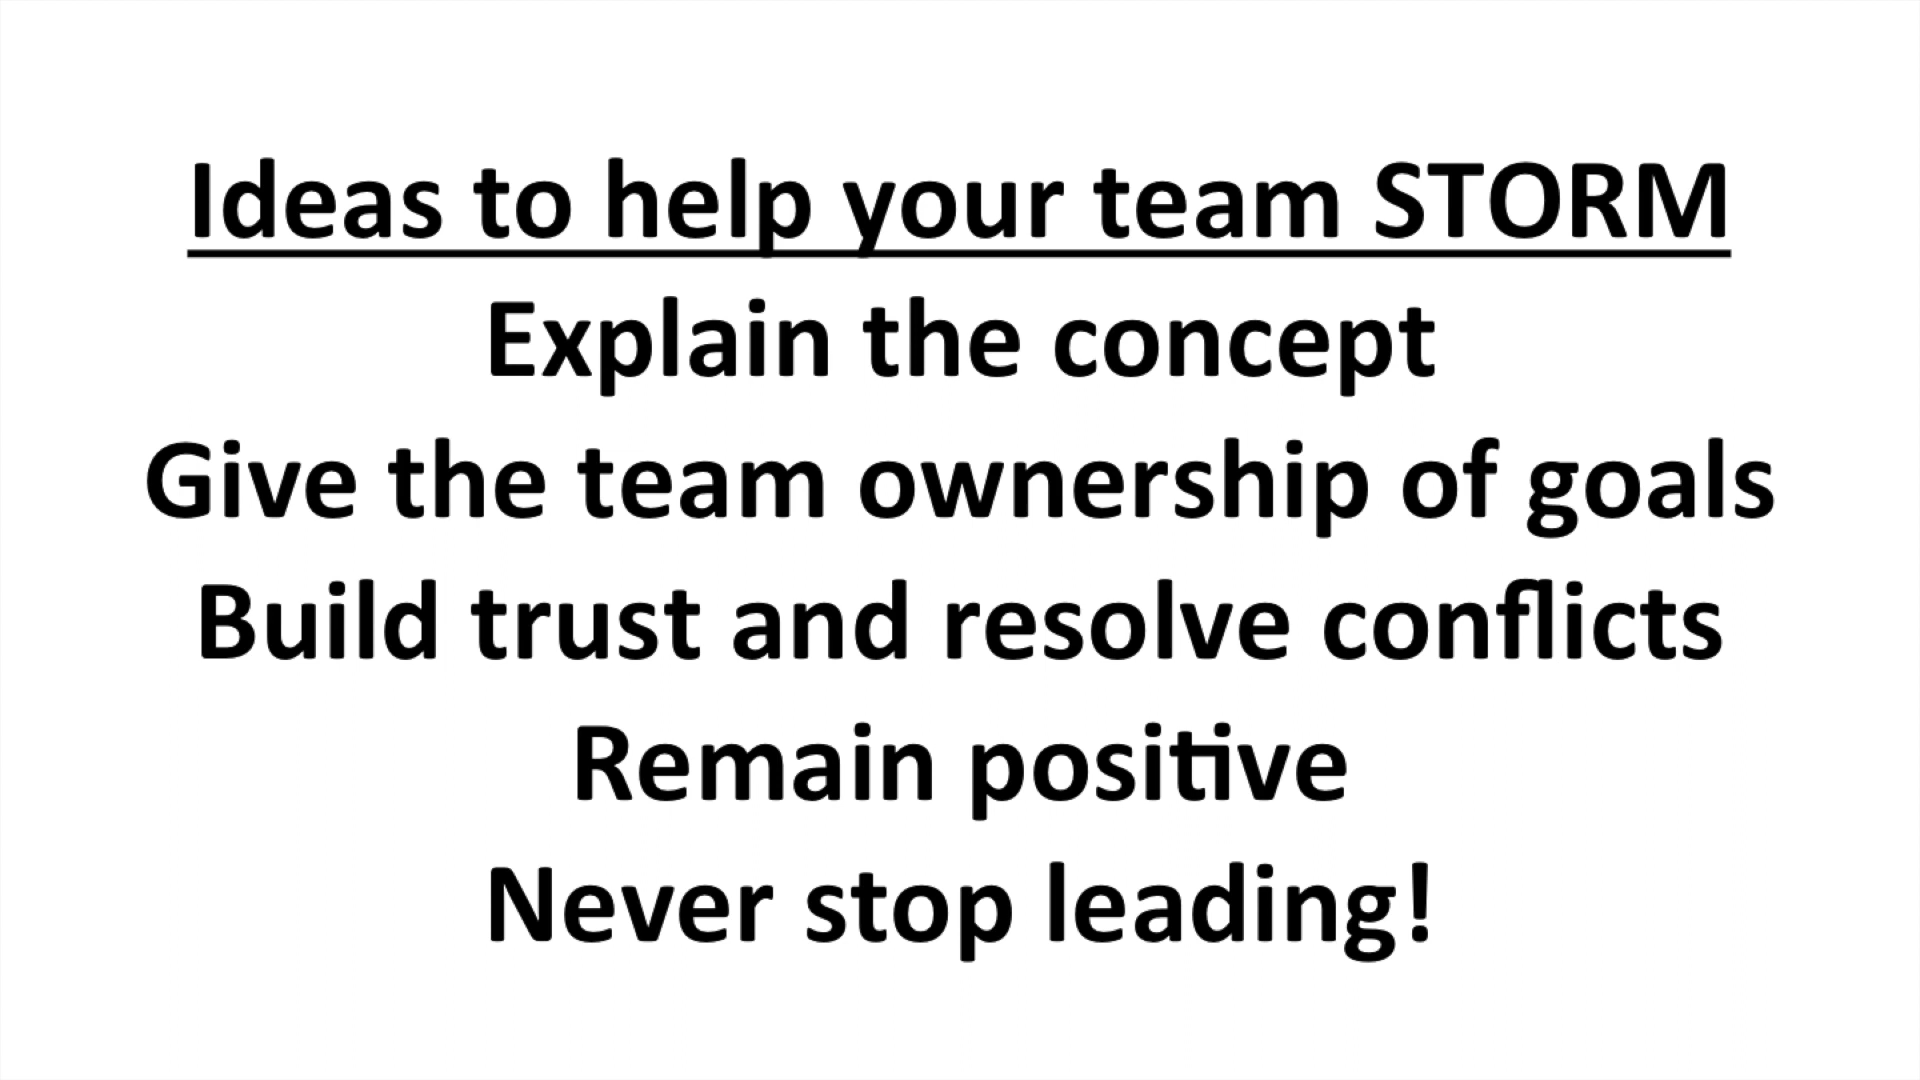 Ideas to help your team STORM
Explain the concept
Give the team ownership of goals
Build trust and resolve conflicts
Remain positive
Never stop leading!